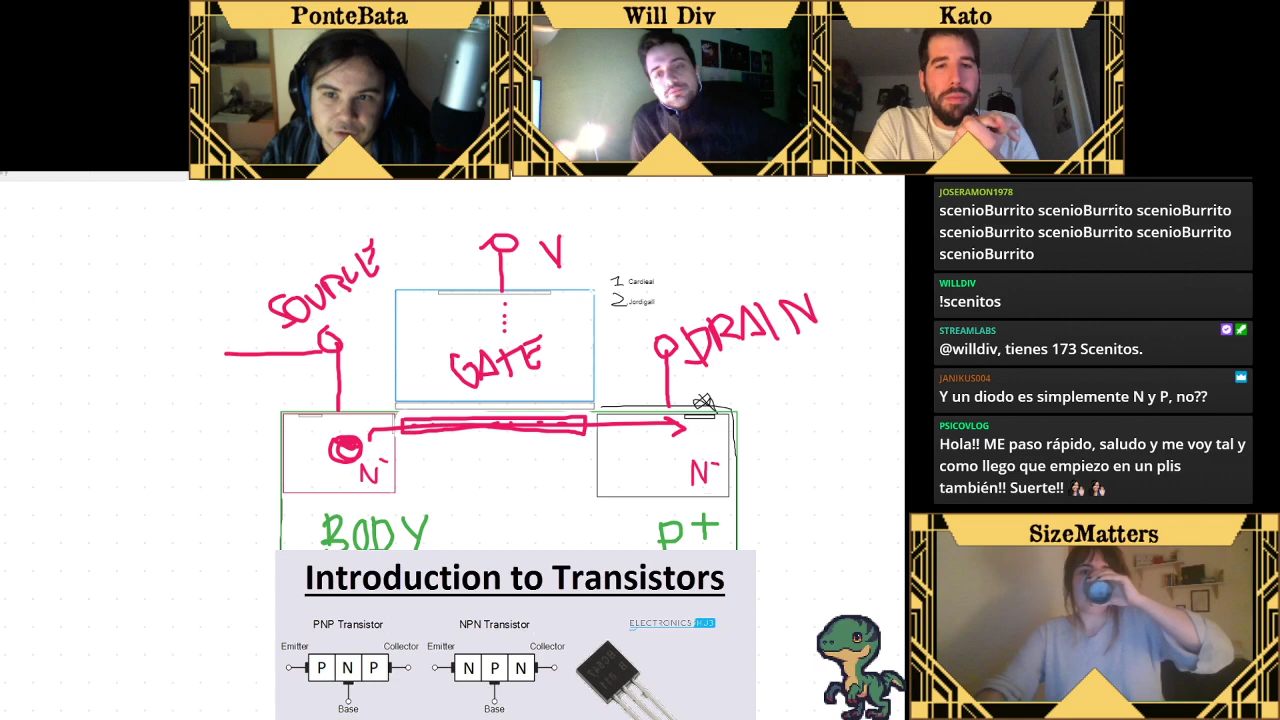 PonteBata
Will Div
Kato
SOURCE
V
GATE
1 Cardieal
2 Jordigall
DRAIN
N-
N-
BODY
P+
Introduction to Transistors
PNP Transistor
NPN Transistor
ELECTRONICS HUB
Emitter
Collector
Emitter
Collector
P N P
N P N
Base
Base
JOSERAMON1978
scenioBurrito scenioBurrito scenioBurrito
scenioBurrito scenioBurrito scenioBurrito
scenioBurrito
WILLDIV
!scenitos
STREAMLABS
@willdiv, tienes 173 Scenitos.
JANIKUS004
Y un diodo es simplemente N y P, no??
PSICOVLOG
Hola!! ME paso rápido, saludo y me voy tal y
como llego que empiezo en un plis
también!! Suerte!!
SizeMatters